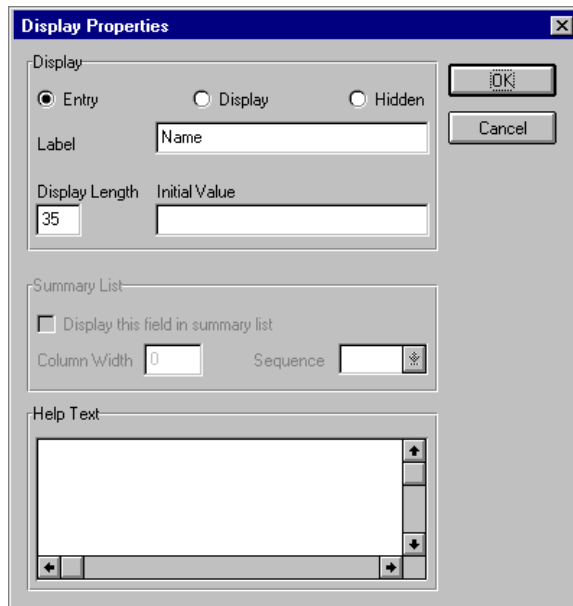 Display Properties
Display
OK
Entry
Display
Hidden
Cancel
Label
Name
Display Length
Initial Value
35
Summary List
Display this field in summary list
Column Width
0
Sequence
Help Text